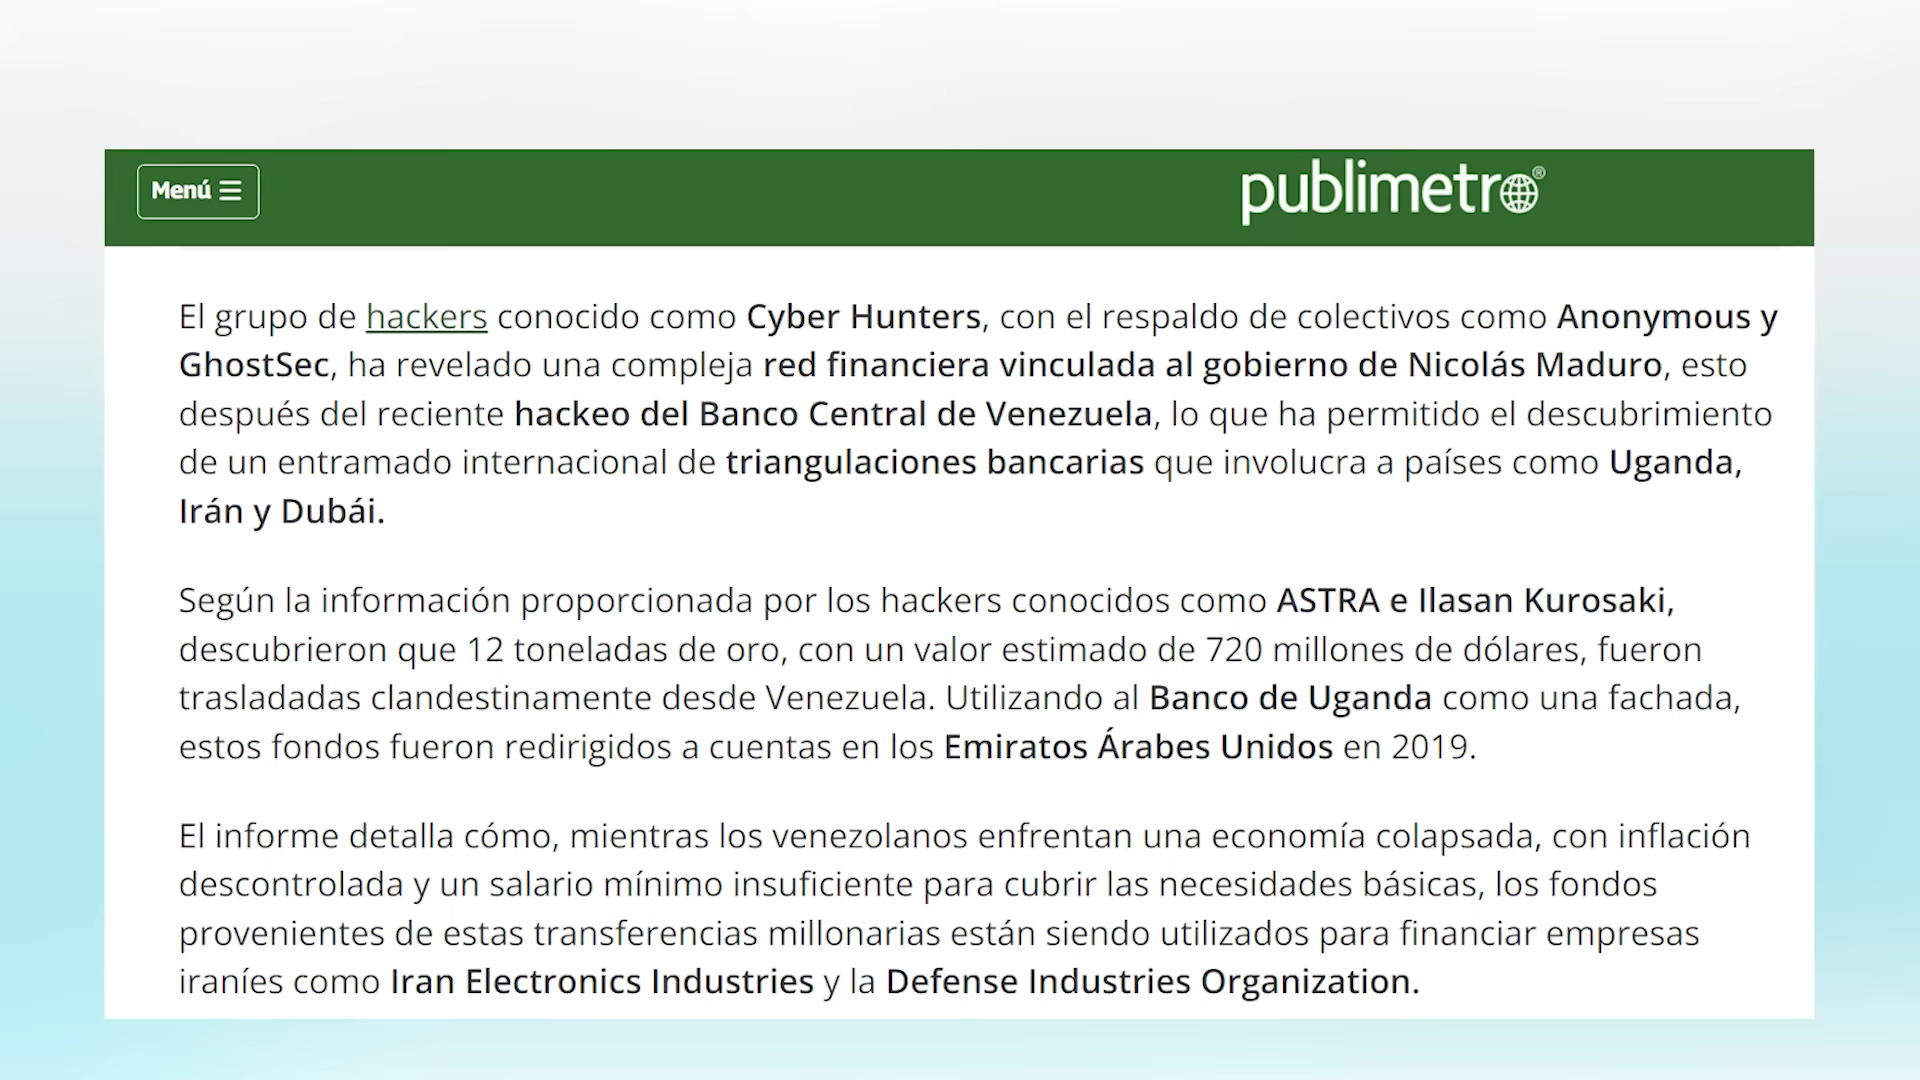 Menú
publimetro®
El grupo de hackers conocido como Cyber Hunters, con el respaldo de colectivos como Anonymous y
GhostSec, ha revelado una compleja red financiera vinculada al gobierno de Nicolás Maduro, esto
después del reciente hackeo del Banco Central de Venezuela, lo que ha permitido el descubrimiento
de un entramado internacional de triangulaciones bancarias que involucra a países como Uganda,
Irán y Dubái.
Según la información proporcionada por los hackers conocidos como ASTRA e Ilasan Kurosaki,
descubrieron que 12 toneladas de oro, con un valor estimado de 720 millones de dólares, fueron
trasladadas clandestinamente desde Venezuela. Utilizando al Banco de Uganda como una fachada,
estos fondos fueron redirigidos a cuentas en los Emiratos Árabes Unidos en 2019.
El informe detalla cómo, mientras los venezolanos enfrentan una economía colapsada, con inflación
descontrolada y un salario mínimo insuficiente para cubrir las necesidades básicas, los fondos
provenientes de estas transferencias millonarias están siendo utilizados para financiar empresas
iraníes como Iran Electronics Industries y la Defense Industries Organization.